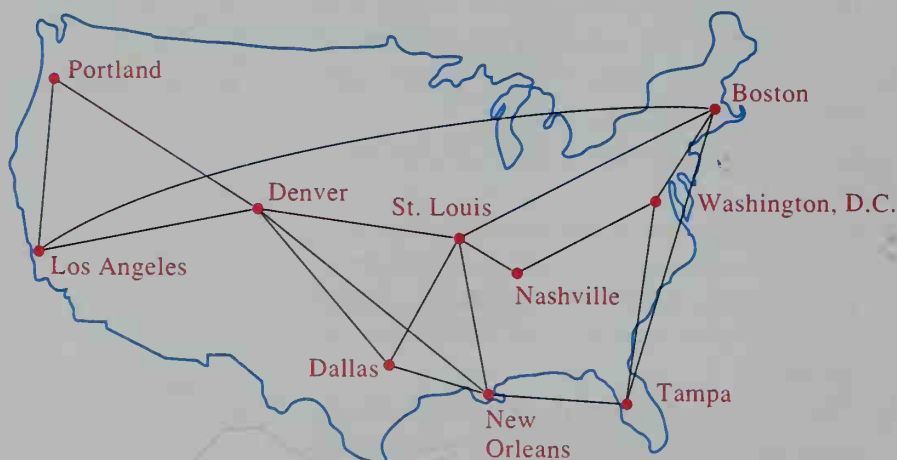 Portland
Boston
Denver
St. Louis
Washington, D.C.
Los Angeles
Nashville
Dallas
Tampa
New
Orleans